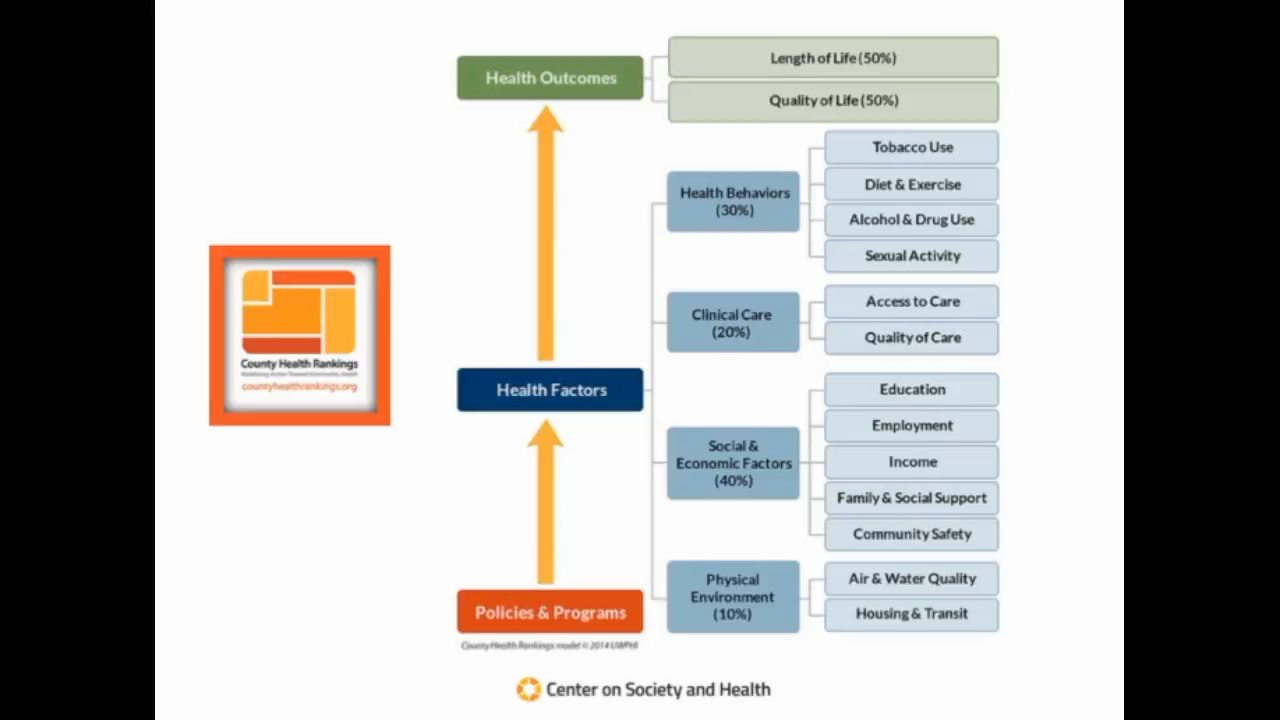 Health Outcomes
Length of Life (50%)
Quality of Life (50%)
Health Behaviors
(30%)
Tobacco Use
Diet & Exercise
Alcohol & Drug Use
Sexual Activity
Clinical Care
(20%)
Access to Care
Quality of Care
County Health Rankings
countyhealthrankings.org
Health Factors
Social &
Economic Factors
(40%)
Education
Employment
Income
Family & Social Support
Community Safety
Physical
Environment
(10%)
Air & Water Quality
Housing & Transit
Policies & Programs
County Health Rankings model © 2014 UWPHI
Center on Society and Health